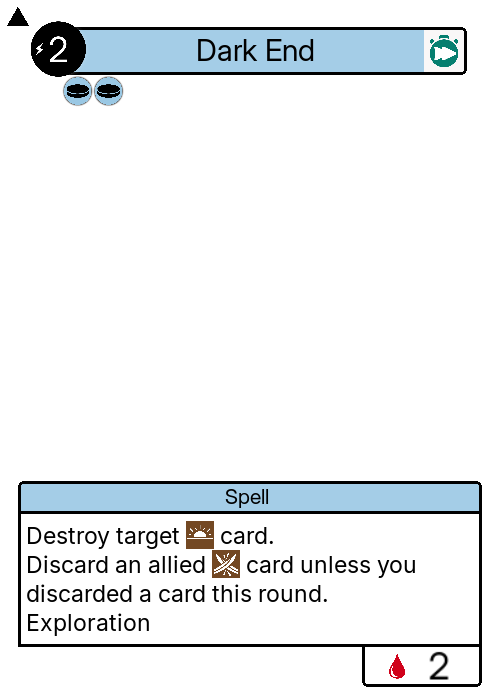 2
Dark End
Spell
Destroy target card.
Discard an allied card unless you
discarded a card this round.
Exploration
2